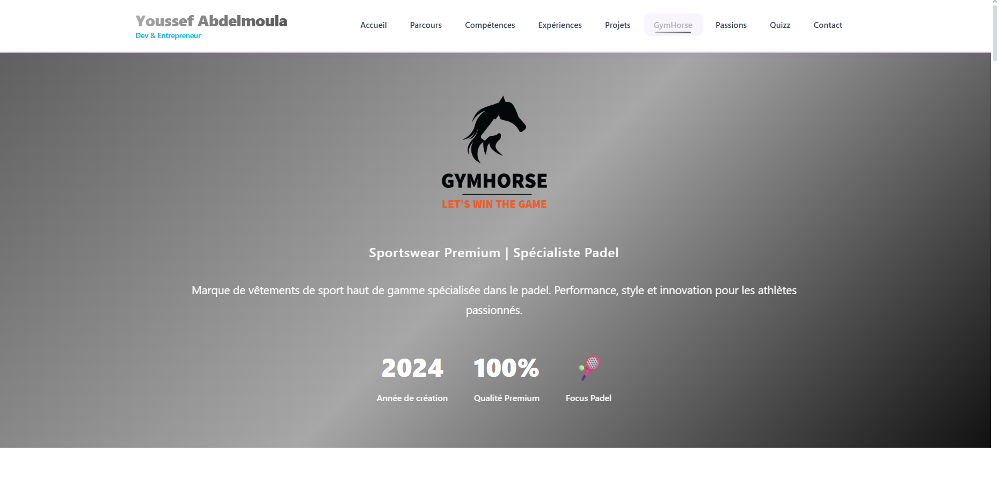 Youssef Abdelmoula
Dev & Entrepreneur
Accueil Parcours Compétences Expériences Projets GymHorse Passions Quizz Contact
GYMHORSE
LET'S WIN THE GAME
Sportswear Premium | Spécialiste Padel
Marque de vêtements de sport haut de gamme spécialisée dans le padel. Performance, style et innovation pour les athlètes
passionnés.
2024 100%
Année de création Qualité Premium Focus Padel